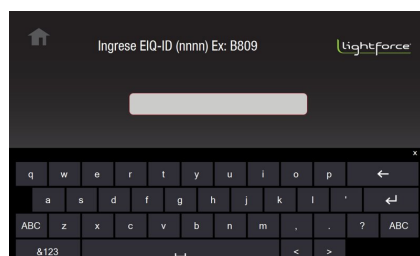 Ingrese EIQ-ID (nnnn) Ex: B809
lightforce
x
q w e r t y u i o p ←
a s d f g h j k l '
ABC z x c v b n m , . ? ABC
&123 < >